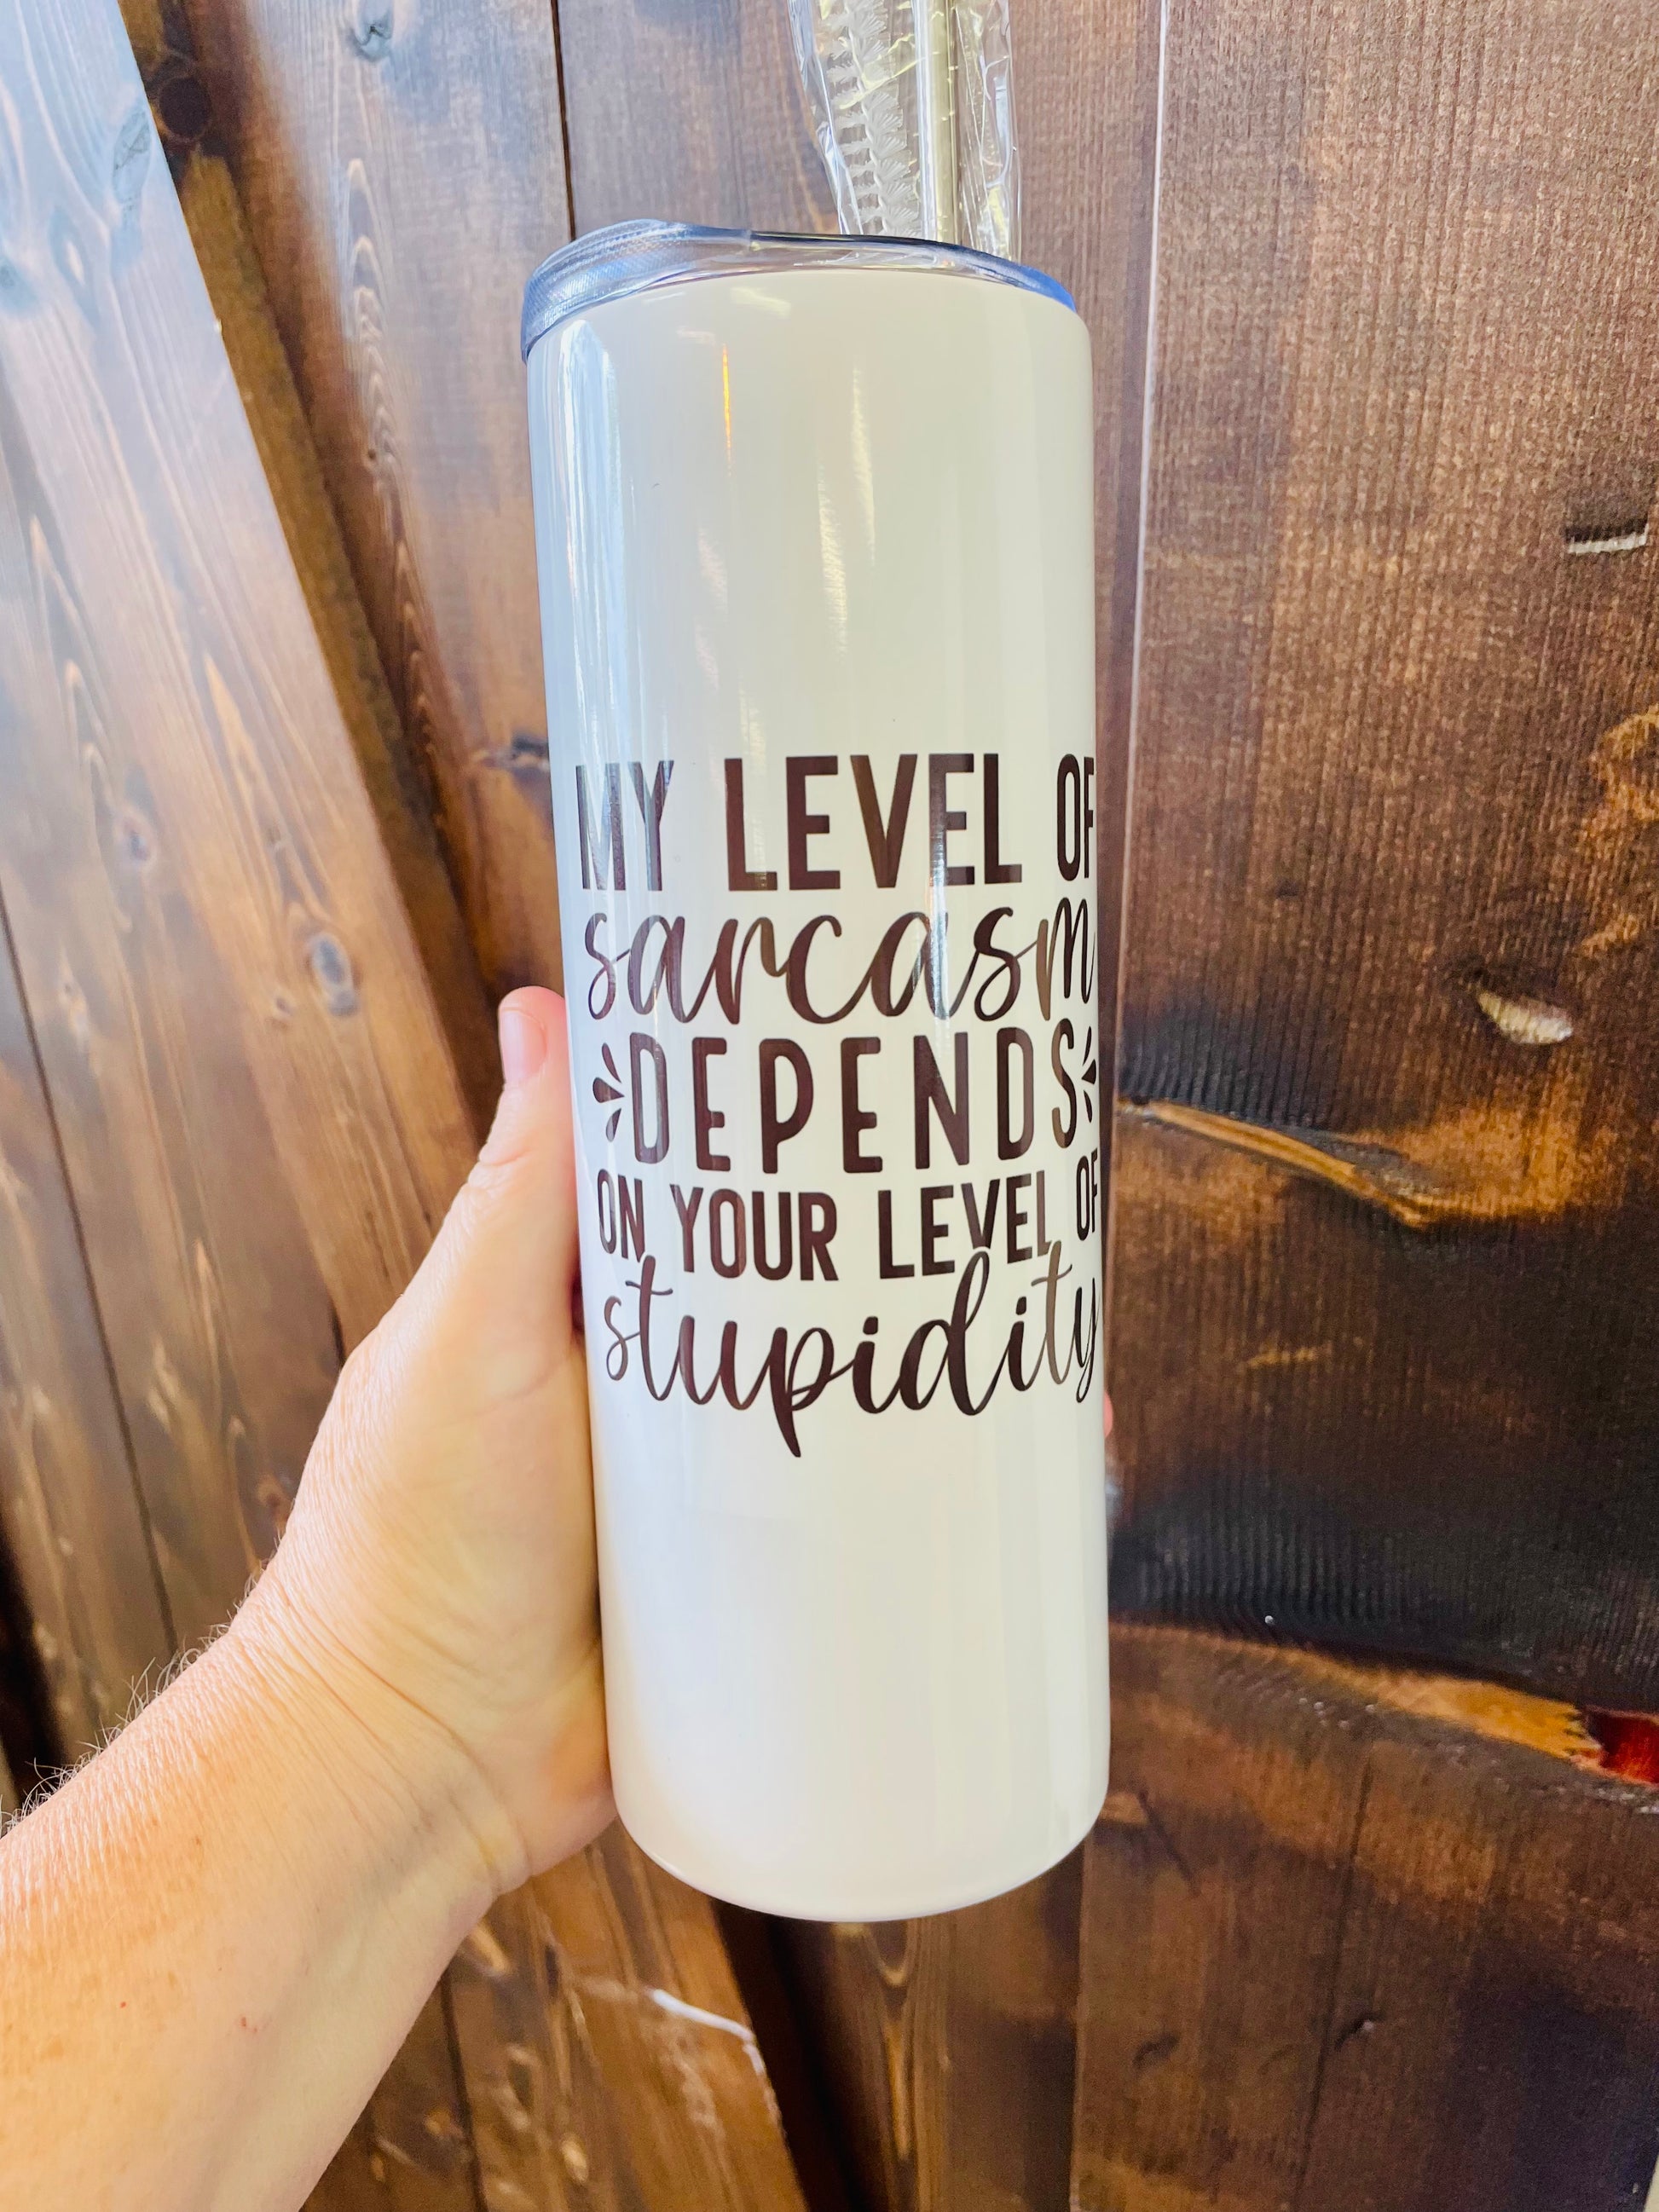 MY LEVEL OF
sarcasm
DEPENDS
ON YOUR LEVEL OF
stupidity